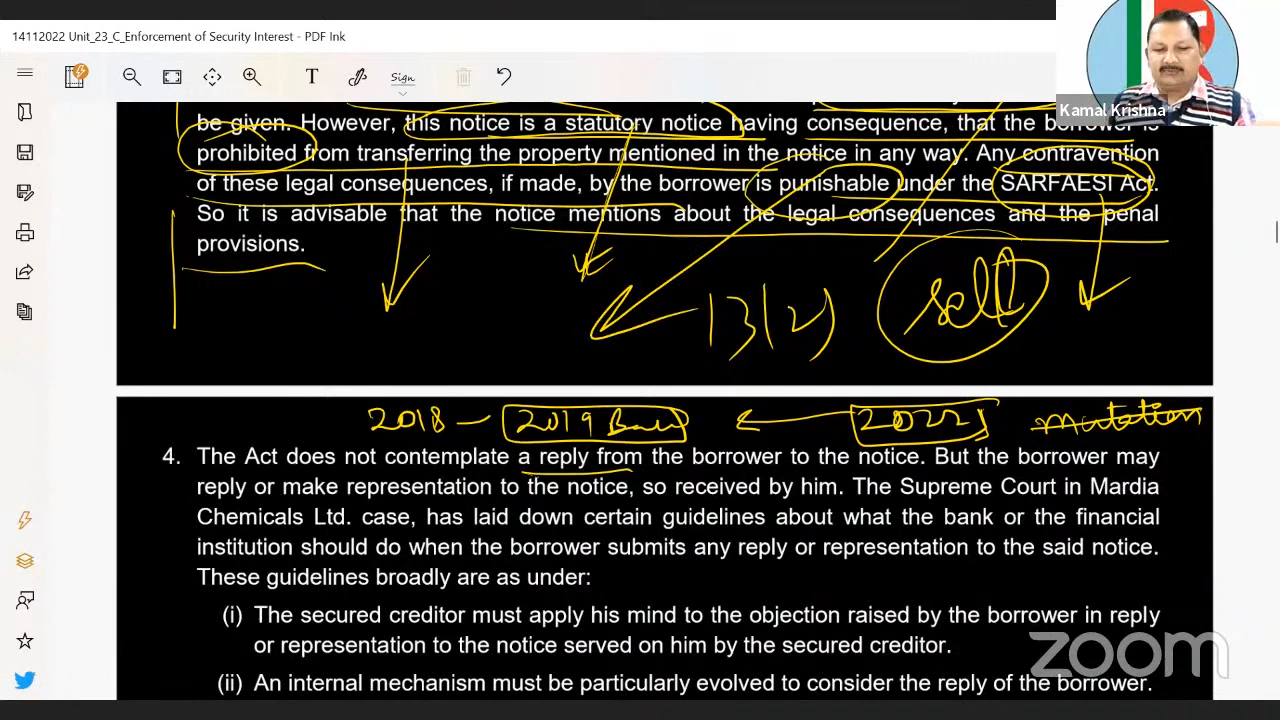 14112022 Unit_23_C_Enforcement of Security Interest - PDF Ink
Sign
Kamal Krishna
be given. However, this notice is a statutory notice having consequence, that the borrower is
prohibited from transferring the property mentioned in the notice in any way. Any contravention
of these legal consequences, if made, by the borrower is punishable under the SARFAESI Act.
So it is advisable that the notice mentions about the legal consequences and the penal
provisions.
13(2)
2018 - 2019 2022 mutation
4. The Act does not contemplate a reply from the borrower to the notice. But the borrower may
reply or make representation to the notice, so received by him. The Supreme Court in Mardia
Chemicals Ltd. case, has laid down certain guidelines about what the bank or the financial
institution should do when the borrower submits any reply or representation to the said notice.
These guidelines broadly are as under:
(i) The secured creditor must apply his mind to the objection raised by the borrower in reply
or representation to the notice served on him by the secured creditor.
zoom
(ii) An internal mechanism must be particularly evolved to consider the reply of the borrower.